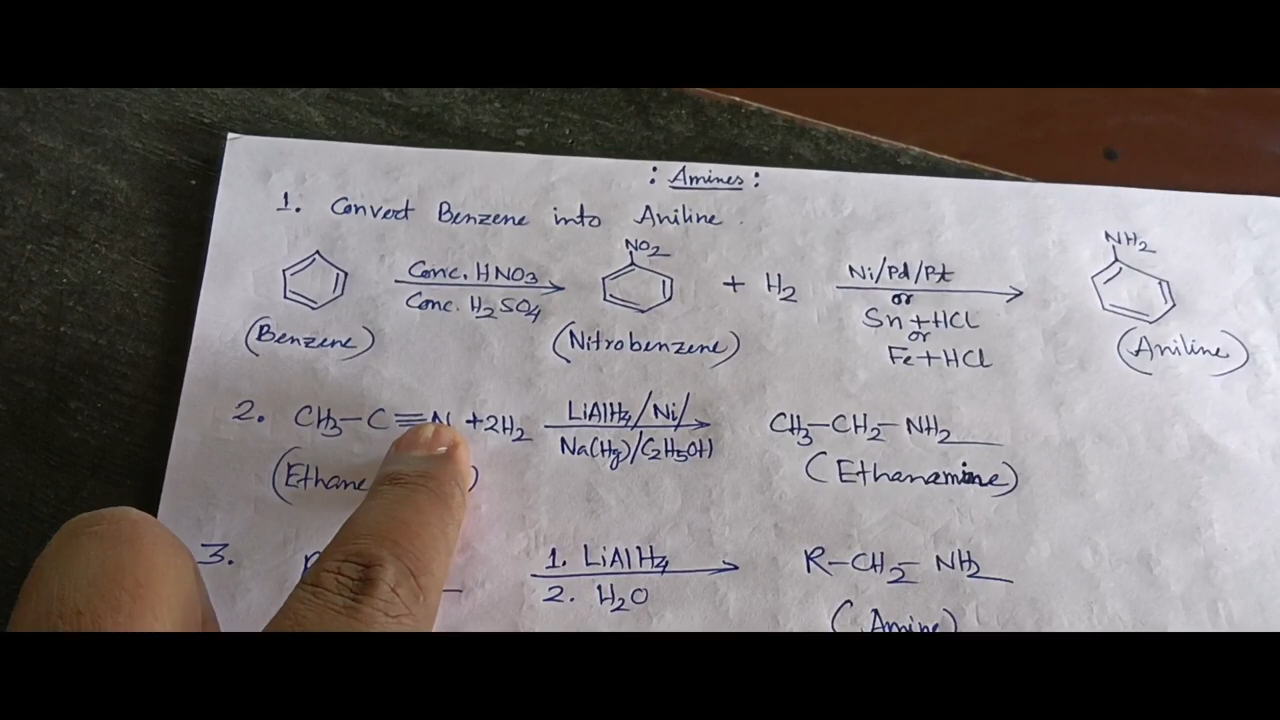 : Amines :
1. Convert Benzene into Aniline.
NO2 NH2
Conc. HNO3 + H2 Ni/Pd/Pt
Conc. H2SO4 or
Sn+HCl
or
(Benzene) (Nitrobenzene) Fe+HCl (Aniline)
2. CH3-C≡N +2H2 LiAlH4/Ni/ CH3-CH2-NH2
Na(Hg)/C2H5OH
(Ethane ) (Ethanamine)
3. 1. LiAlH4 R-CH2-NH2
2. H2O
(Amine)